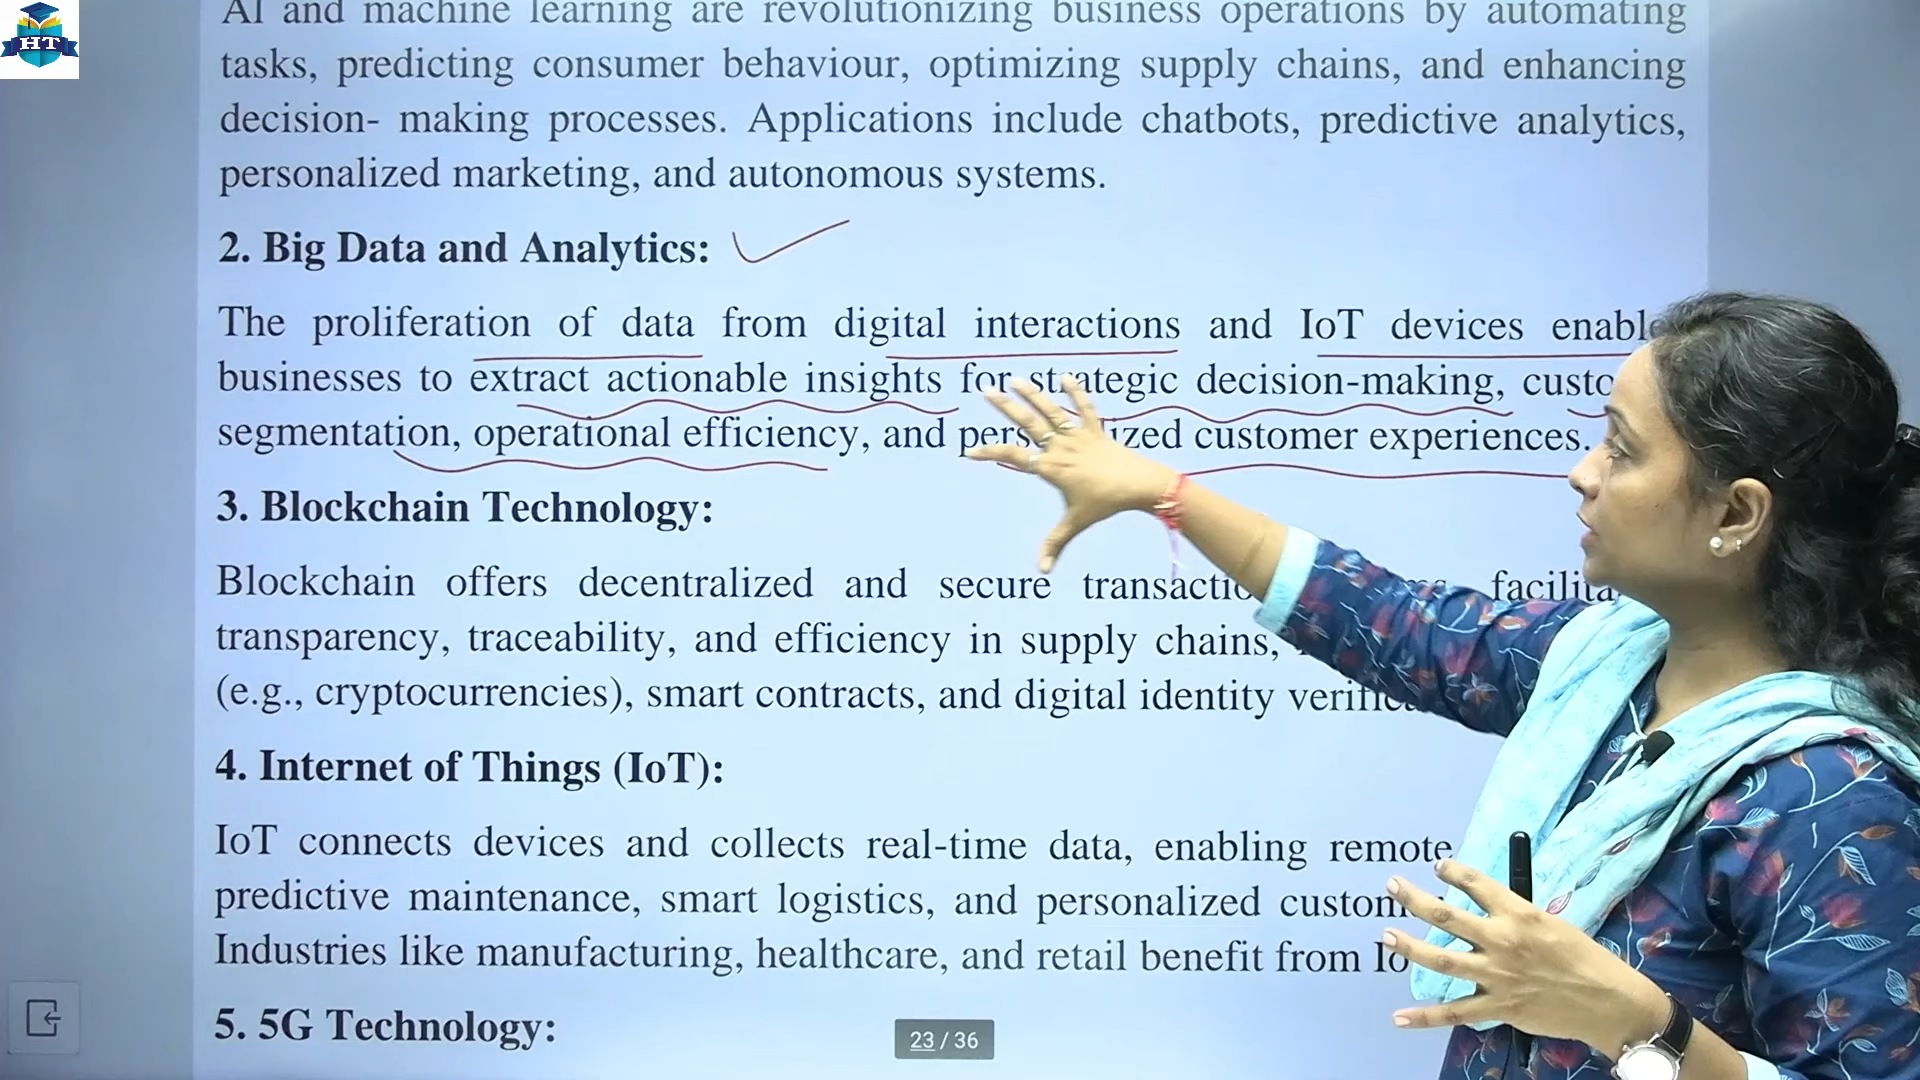 HT
AI and machine learning are revolutionizing business operations by automating
tasks, predicting consumer behaviour, optimizing supply chains, and enhancing
decision- making processes. Applications include chatbots, predictive analytics,
personalized marketing, and autonomous systems.
2. Big Data and Analytics:
The proliferation of data from digital interactions and IoT devices enable
businesses to extract actionable insights for strategic decision-making, custo
segmentation, operational efficiency, and customer experiences.
3. Blockchain Technology:
Blockchain offers decentralized and secure
transparency, traceability, and efficiency in supply chains,
(e.g., cryptocurrencies), smart contracts, and digital identity
4. Internet of Things (IoT):
IoT connects devices and collects real-time data, enabling remote
predictive maintenance, smart logistics, and personalized
Industries like manufacturing, healthcare, and retail benefit from
5. 5G Technology:
23 / 36